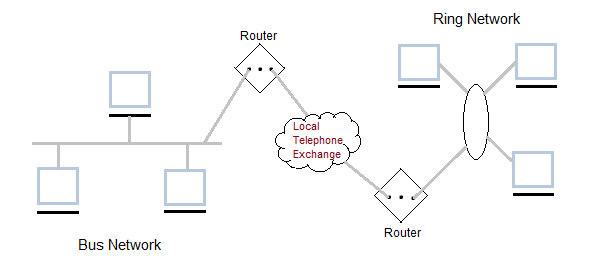 Ring Network
Router
Local
Telephone
Exchange
Router
Bus Network